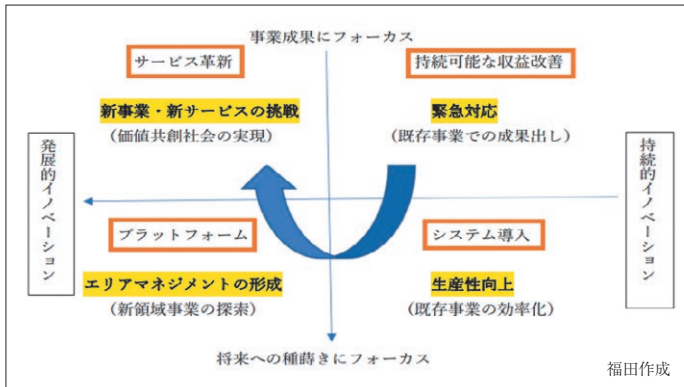 事業成果にフォーカス
サービス革新
持続可能な収益改善
新事業・新サービスの挑戦
(価値共創社会の実現)
緊急対応
(既存事業での成果出し)
発展的イノベーション
持続的イノベーション
プラットフォーム
システム導入
エリアマネジメントの形成
(新領域事業の探索)
生産性向上
(既存事業の効率化)
将来への種蒔きにフォーカス
福田作成